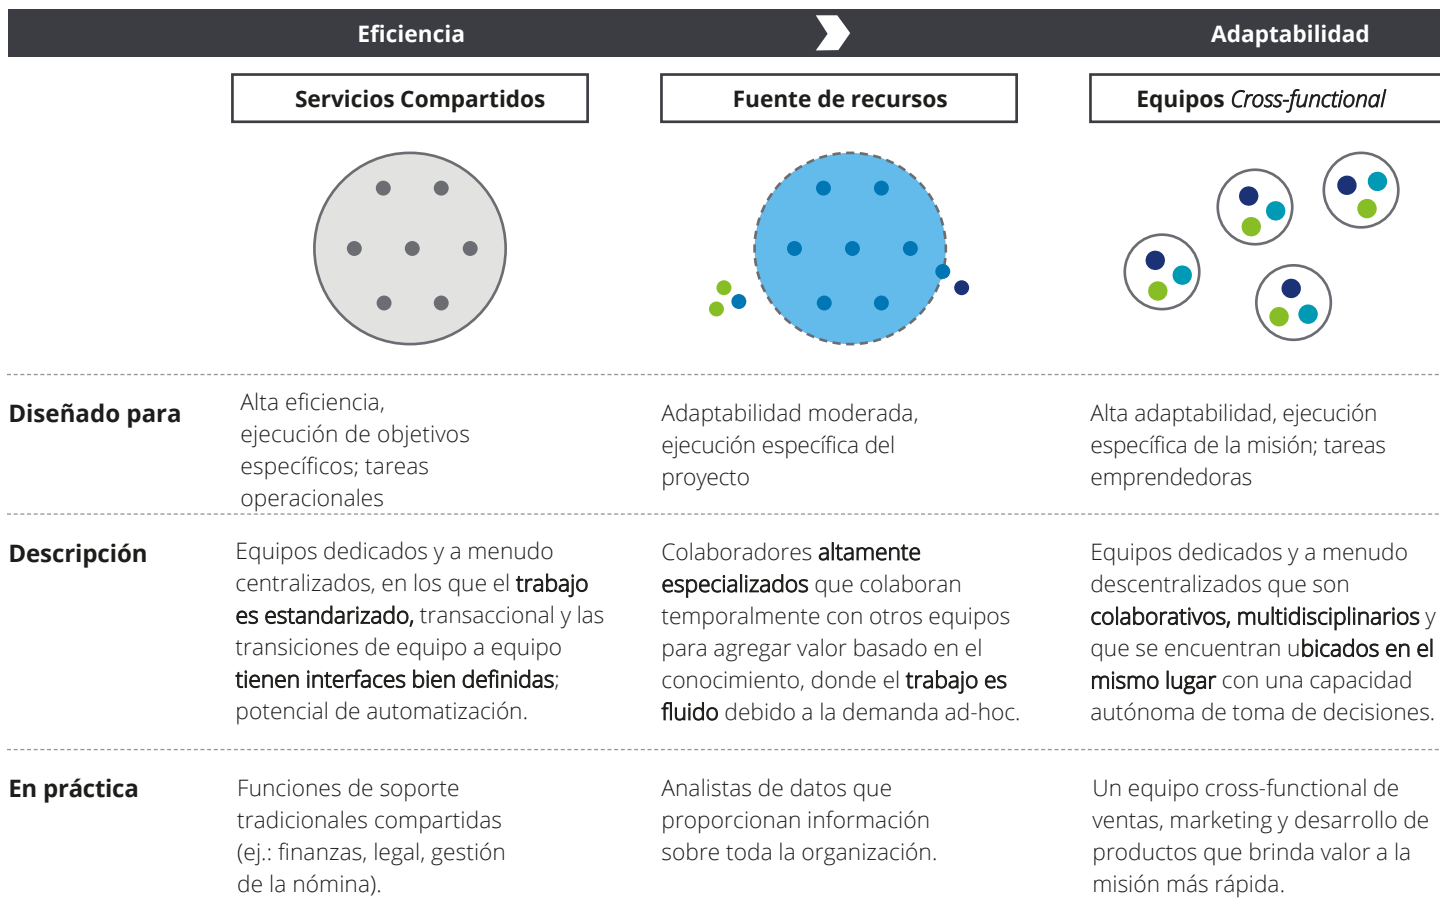 Eficiencia
Adaptabilidad
Servicios Compartidos
Fuente de recursos
Equipos Cross-functional
Diseñado para
Alta eficiencia,
ejecución de objetivos
específicos; tareas
operacionales
Adaptabilidad moderada,
ejecución específica del
proyecto
Alta adaptabilidad, ejecución
específica de la misión; tareas
emprendedoras
Descripción
Equipos dedicados y a menudo
centralizados, en los que el trabajo
es estandarizado, transaccional y las
transiciones de equipo a equipo
tienen interfaces bien definidas;
potencial de automatización.
Colaboradores altamente
especializados que colaboran
temporalmente con otros equipos
para agregar valor basado en el
conocimiento, donde el trabajo es
fluido debido a la demanda ad-hoc.
Equipos dedicados y a menudo
descentralizados que son
colaborativos, multidisciplinarios y
que se encuentran ubicados en el
mismo lugar con una capacidad
autónoma de toma de decisiones.
En práctica
Funciones de soporte
tradicionales compartidas
(ej.: finanzas, legal, gestión
de la nómina).
Analistas de datos que
proporcionan información
sobre toda la organización.
Un equipo cross-functional de
ventas, marketing y desarrollo de
productos que brinda valor a la
misión más rápida.